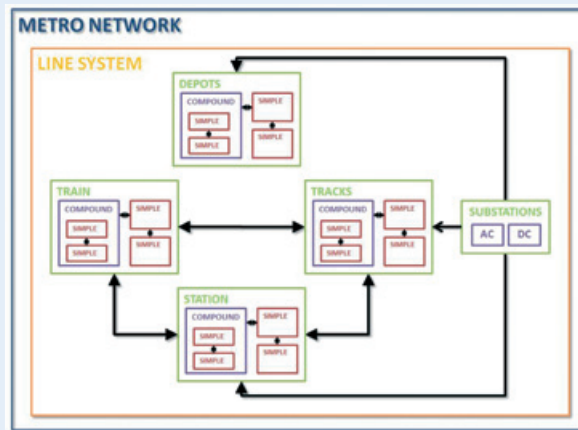 METRO NETWORK
LINE SYSTEM
DEPOTS
COMPOUND
SIMPLE
SIMPLE
SIMPLE
SIMPLE
TRAIN
COMPOUND
SIMPLE
SIMPLE
SIMPLE
SIMPLE
TRACKS
COMPOUND
SIMPLE
SIMPLE
SIMPLE
SIMPLE
SUBSTATIONS
AC
DC
STATION
COMPOUND
SIMPLE
SIMPLE
SIMPLE
SIMPLE